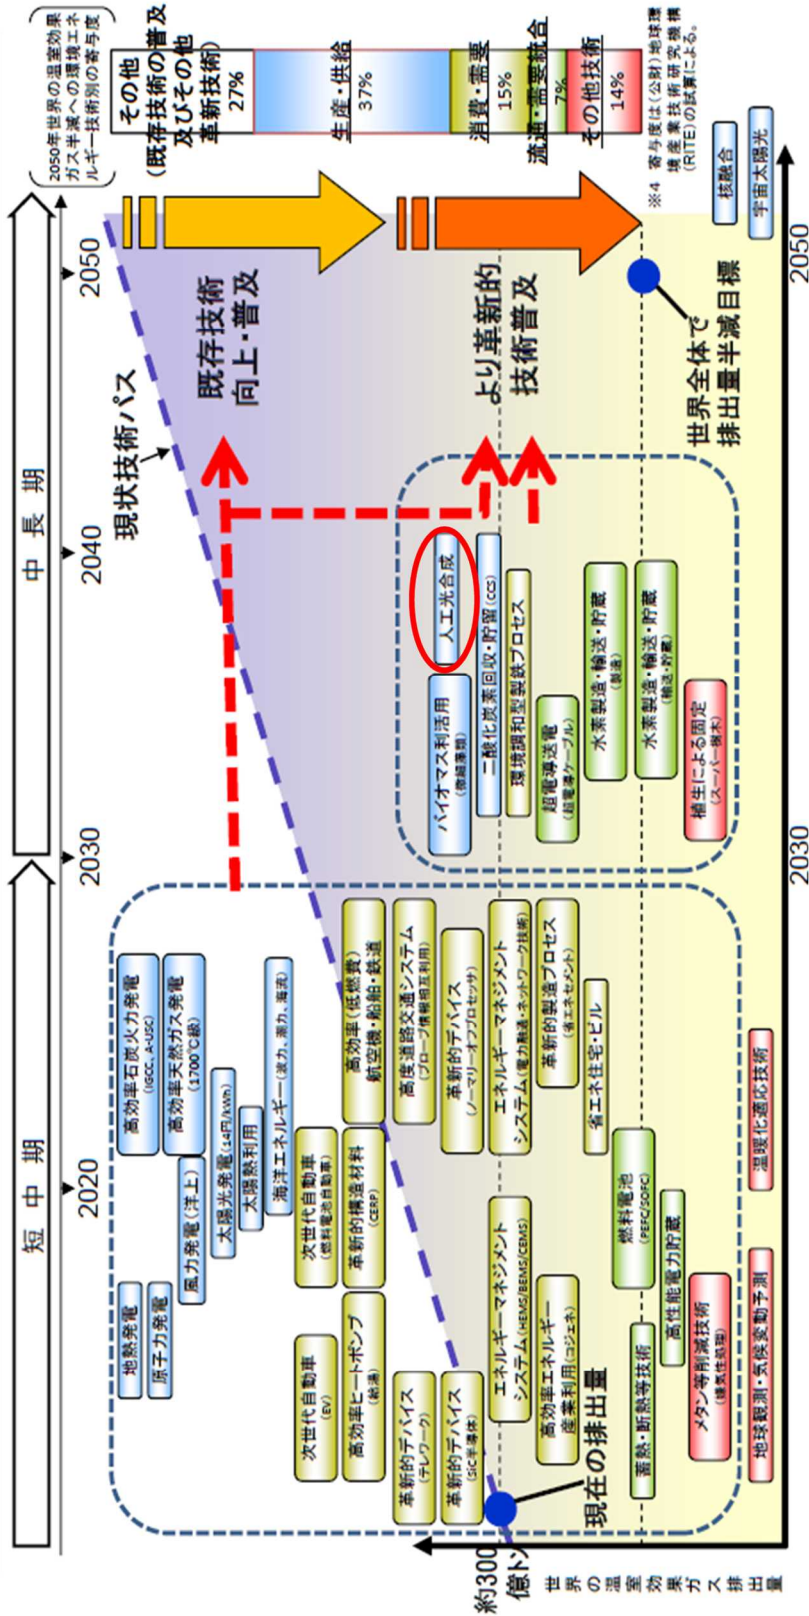 短　中　期
中　長　期
2020
2030
2040
2050
2050年世界の温室効果
ガス半減への環境エネ
ルギー技術別の寄与度
その他
(既存技術の普及
及びその他
革新技術)
27%
生産・供給
37%
消費・需要
15%
流通・需要統合
7%
その他技術
14%
※4　寄与度は(公財)地球環
境産業技術研究機構
(RITE)の試算による。
現状技術パス
既存技術
向上・普及
より革新的
技術普及
世界全体で
排出量半減目標
核融合
宇宙太陽光
地熱発電
原子力発電
風力発電(洋上)
高効率石炭火力発電
(IGCC、A-USC)
高効率天然ガス発電
(1700℃級)
太陽光発電(14円/kWh)
太陽熱利用
海洋エネルギー(波力、潮力、海流)
次世代自動車
(EV)
次世代自動車
(燃料電池自動車)
高効率ヒートポンプ
(給湯)
革新的構造材料
(CERP)
高効率(低燃費)
航空機・船舶・鉄道
革新的デバイス
(テレワーク)
高度道路交通システム
(プローブ情報相互利用)
革新的デバイス
(SiC半導体)
革新的デバイス
(ノーマリーオフプロセッサ)
エネルギーマネジメント
システム(HEMS/BEMS/CEMS)
エネルギーマネジメント
システム(電力融通・ネットワーク技術)
高効率エネルギー
産業利用(コジェネ)
革新的製造プロセス
(省エネセメント)
省エネ住宅・ビル
燃料電池
(PEFC/SOFC)
蓄熱・断熱等技術
高性能電力貯蔵
メタン等削減技術
(嫌気性処理)
地球観測・気候変動予測
温暖化適応技術
バイオマス利活用
(微細藻類)
人工光合成
二酸化炭素回収・貯留(CCS)
環境調和型製鉄プロセス
超電導送電
(超電導ケーブル)
水素製造・輸送・貯蔵
(製造)
水素製造・輸送・貯蔵
(輸送・貯蔵)
植生による固定
(スーパー樹木)
現在の排出量
約300
億トン
世界の温室効果ガス排出量
2030
2050